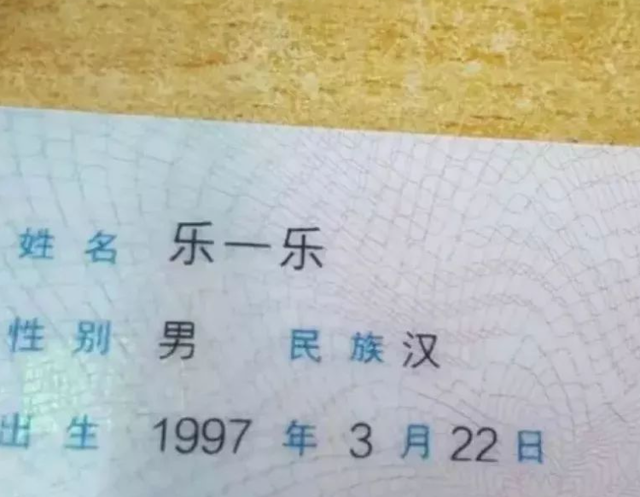 姓名 乐一乐
性别 男 民族 汉
出生 1997 年 3 月 22 日